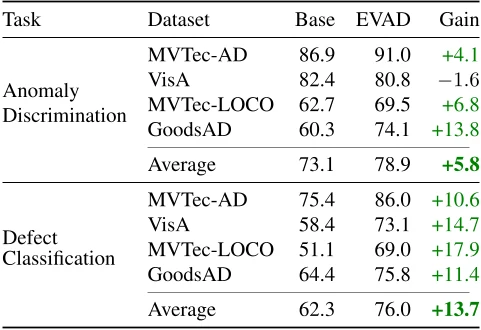 Task Dataset Base EVAD Gain
Anomaly Discrimination MVTec-AD 86.9 91.0 +4.1
VisA 82.4 80.8 −1.6
MVTec-LOCO 62.7 69.5 +6.8
GoodsAD 60.3 74.1 +13.8
Average 73.1 78.9 +5.8
Defect Classification MVTec-AD 75.4 86.0 +10.6
VisA 58.4 73.1 +14.7
MVTec-LOCO 51.1 69.0 +17.9
GoodsAD 64.4 75.8 +11.4
Average 62.3 76.0 +13.7